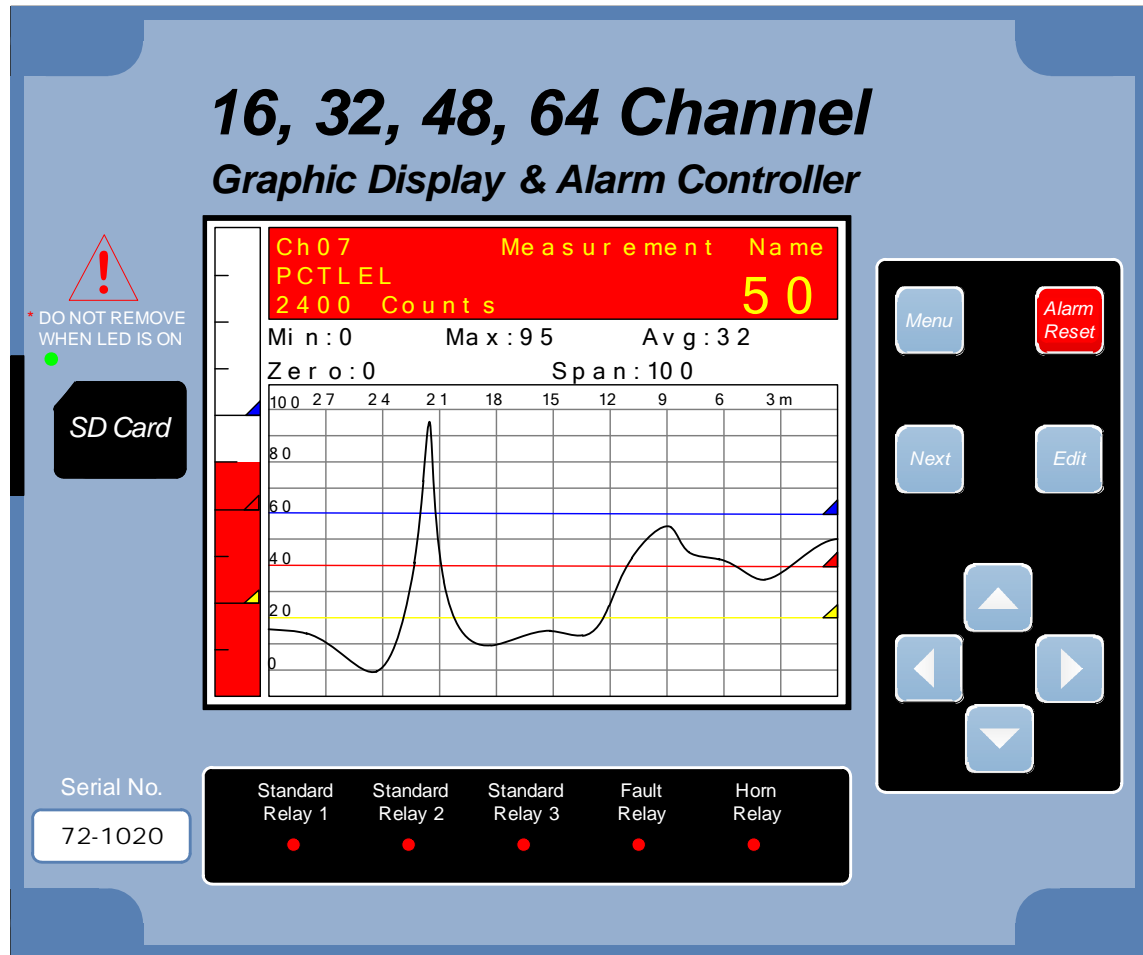 16, 32, 48, 64 Channel
Graphic Display & Alarm Controller
Ch07 Measurement Name
PCTLEL
50
2400 Counts
Min:0 Max:95 Avg:32
Zero:0 Span:100
100 27 24 21 18 15 12 9 6 3m
80
60
40
20
0
* DO NOT REMOVE
WHEN LED IS ON
SD Card
Menu
Alarm
Reset
Next
Edit
Serial No.
72-1020
Standard
Relay 1
Standard
Relay 2
Standard
Relay 3
Fault
Relay
Horn
Relay